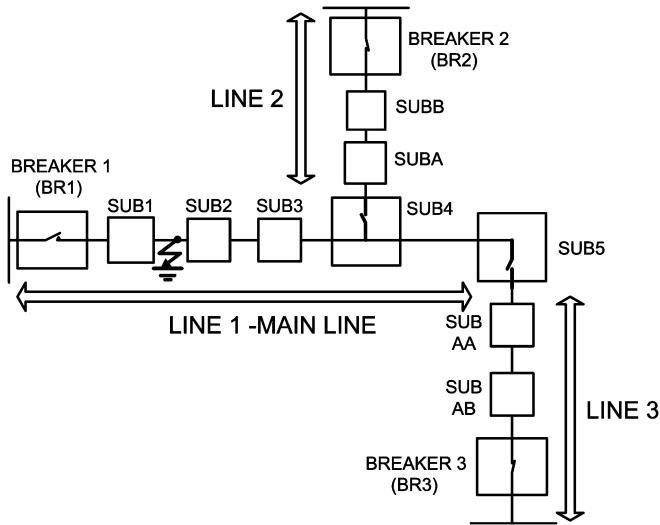 BREAKER 2
(BR2)
LINE 2
SUBB
SUBA
BREAKER 1
(BR1)
SUB1
SUB2
SUB3
SUB4
SUB5
LINE 1 -MAIN LINE
SUB
AA
SUB
AB
LINE 3
BREAKER 3
(BR3)